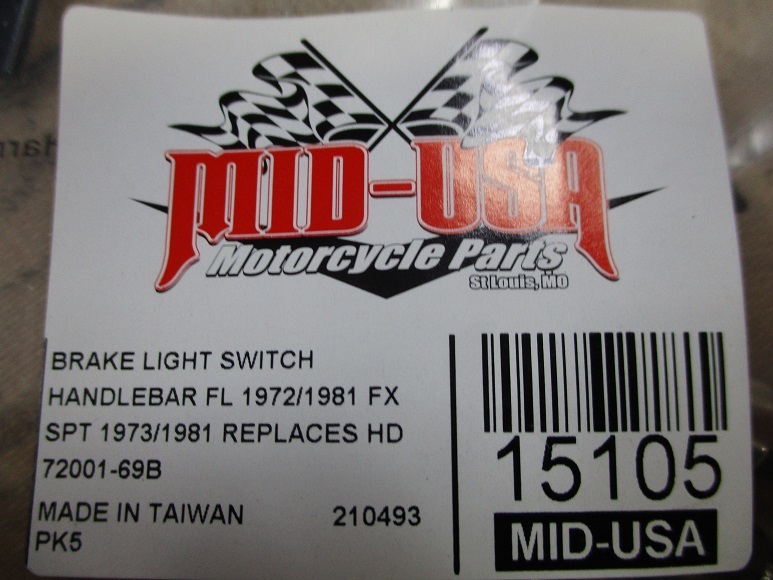 MID-USA
Motorcycle Parts
St Louis, MO
BRAKE LIGHT SWITCH
HANDLEBAR FL 1972/1981 FX
SPT 1973/1981 REPLACES HD
72001-69B
MADE IN TAIWAN 210493
PK5
15105
MID-USA